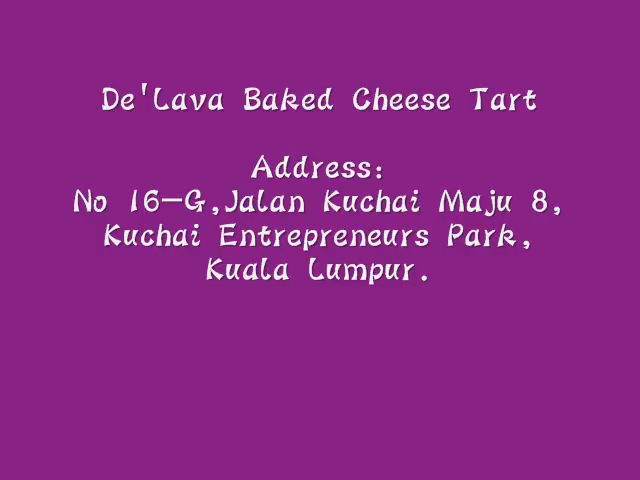 De'Lava Baked Cheese Tart
Address:
No 16-G,Jalan Kuchai Maju 8,
Kuchai Entrepreneurs Park,
Kuala Lumpur.